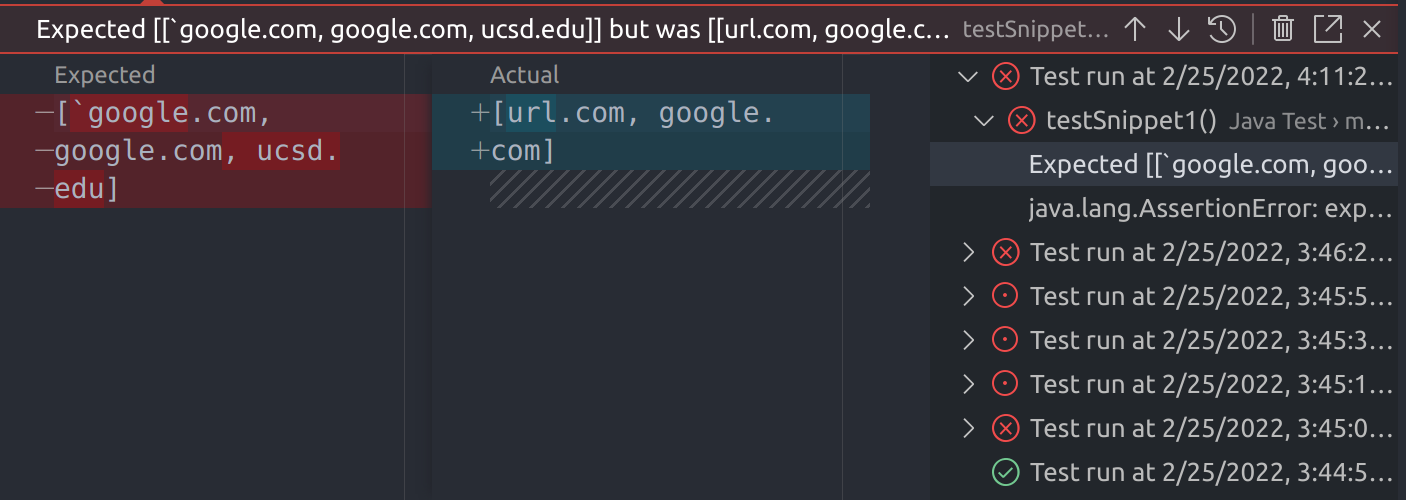 Expected [[`google.com, google.com, ucsd.edu]] but was [[url.com, google.c... testSnippet...
Expected
Actual
−[`google.com,
−google.com, ucsd.
−edu]
+[url.com, google.
+com]
Test run at 2/25/2022, 4:11:2...
testSnippet1() Java Test › m...
Expected [[`google.com, goo...
java.lang.AssertionError: exp...
Test run at 2/25/2022, 3:46:2...
Test run at 2/25/2022, 3:45:5...
Test run at 2/25/2022, 3:45:3...
Test run at 2/25/2022, 3:45:1...
Test run at 2/25/2022, 3:45:0...
Test run at 2/25/2022, 3:44:5...